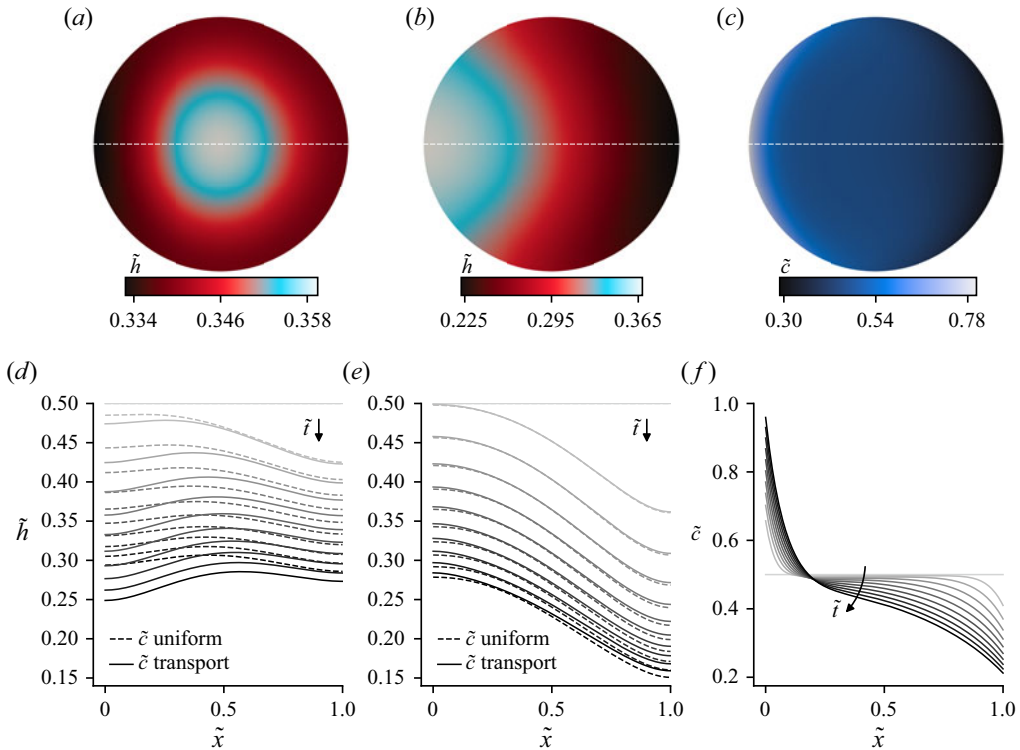 (a)
(b)
(c)
h̃
0.334 0.346 0.358
h̃
0.225 0.295 0.365
c̃
0.30 0.54 0.78
(d)
0.50
0.45
0.40
0.35
0.30
0.25
0.20
0.15
h̃
t̃
c̃ uniform
c̃ transport
0 0.5 1.0
x̃
(e)
0.50
0.45
0.40
0.35
0.30
0.25
0.20
0.15
t̃
c̃ uniform
c̃ transport
0 0.5 1.0
x̃
(f)
1.0
0.8
0.6
0.4
0.2
c̃
t̃
0 0.5 1.0
x̃